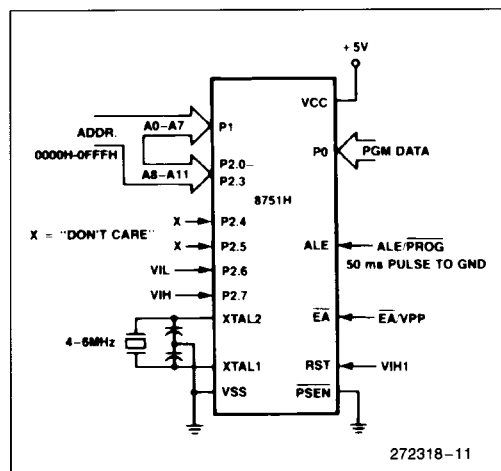 +5V
VCC
A0–A7
P1
ADDR.
0000H–0FFFH
P0
PGM DATA
P2.0–
P2.3
A8–A11
8751H
X
P2.4
X = "DON'T CARE"
X
P2.5
ALE
ALE/PROG
50 ms PULSE TO GND
VIL
P2.6
VIH
P2.7
EA
EA/VPP
XTAL2
4–6MHz
XTAL1
RST
VIH1
VSS
PSEN
272318–11